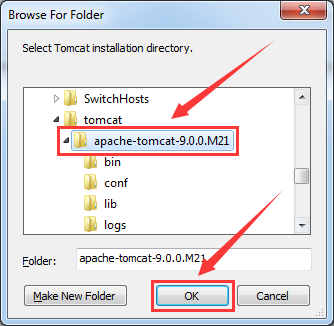 Browse For Folder
Select Tomcat installation directory.
SwitchHosts
tomcat
apache-tomcat-9.0.0.M21
bin
conf
lib
logs
Folder: apache-tomcat-9.0.0.M21
Make New Folder OK Cancel